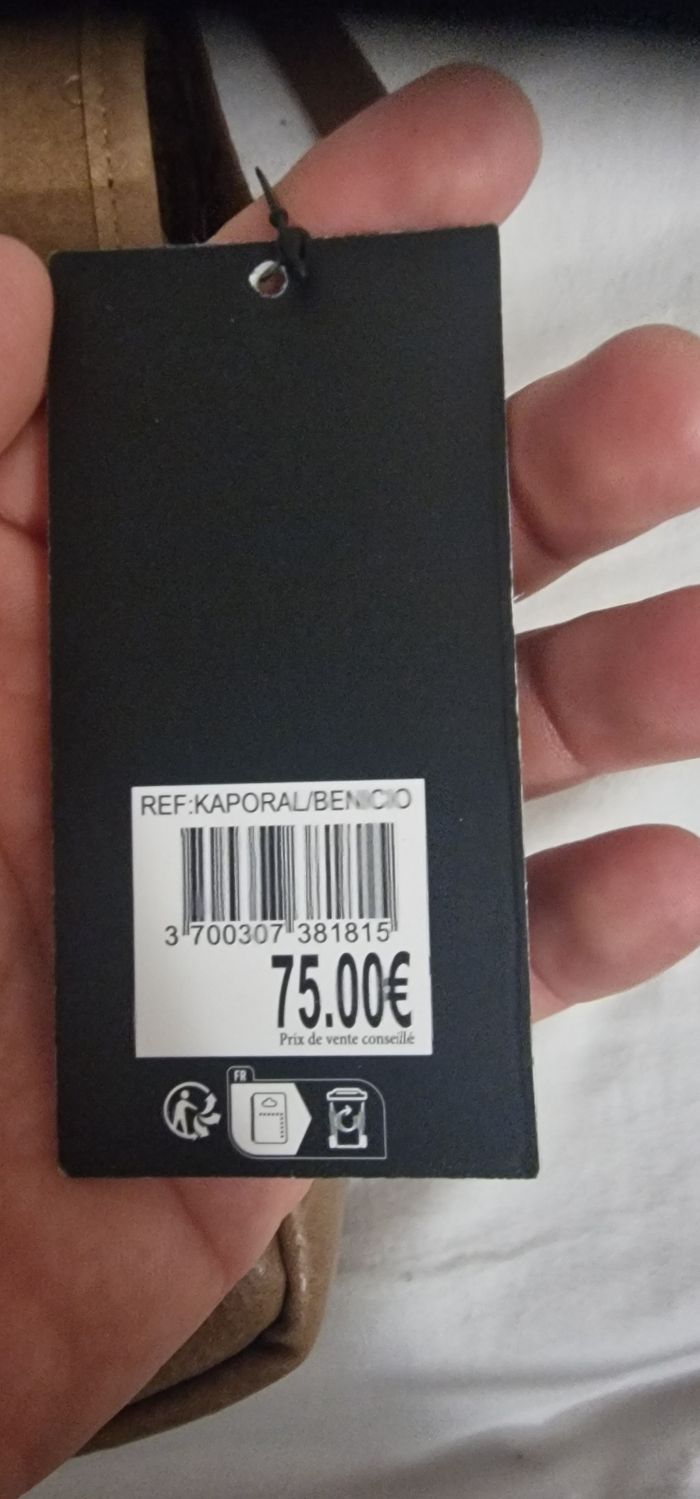 REF:KAPORAL/BENICIO
3 700307 381815
75.00€
Prix de vente conseillé
FR